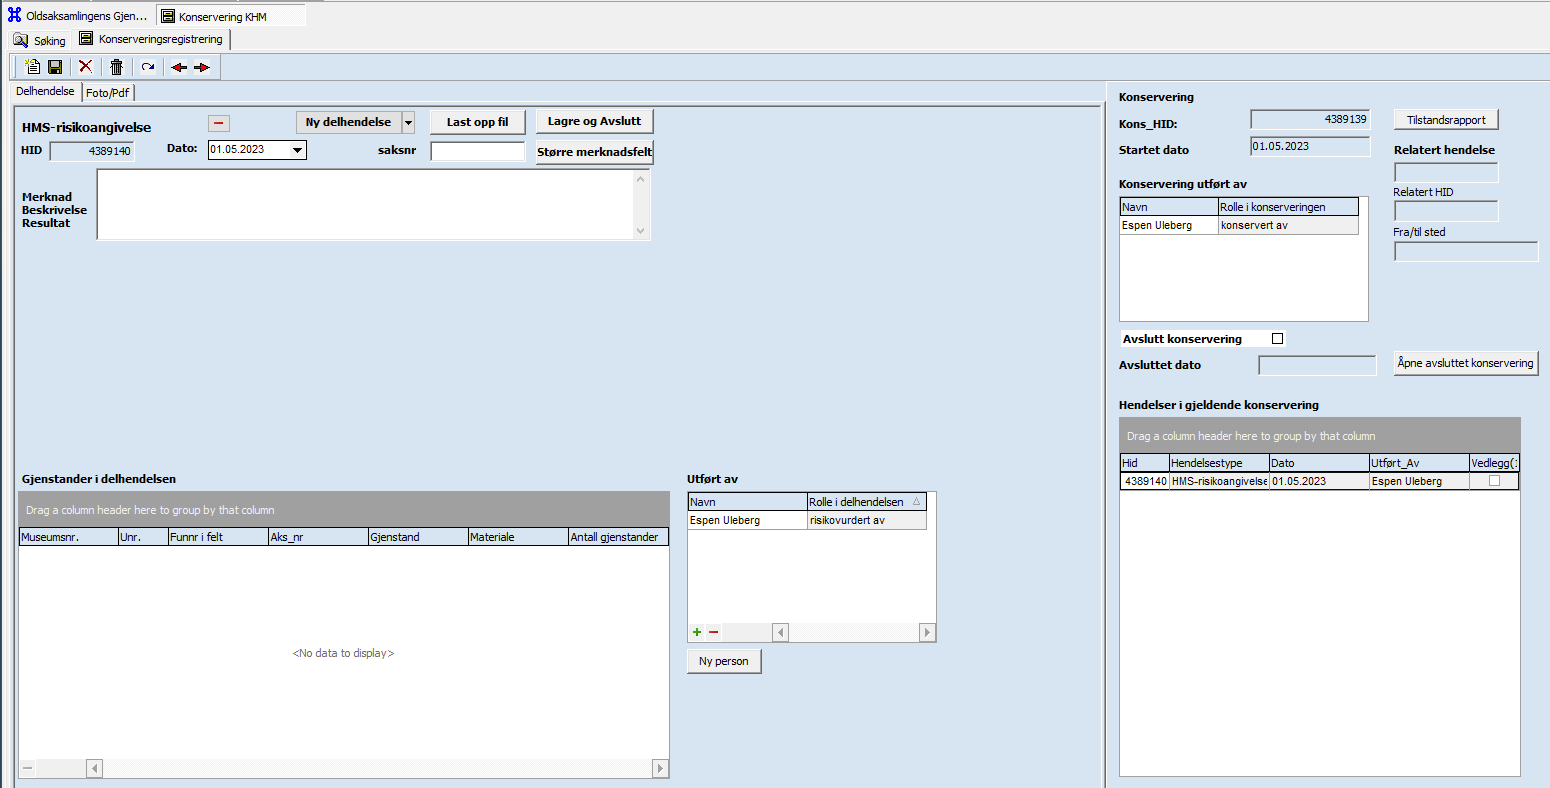 Oldsaksamlingens Gjen...
Konservering KHM
Søking
Konserveringsregistrering
Delhendelse
Foto/Pdf
HMS-risikoangivelse
Ny delhendelse
Last opp fil
Lagre og Avslutt
HID
4389140
Dato:
01.05.2023
saksnr
Større merknadsfelt
Merknad
Beskrivelse
Resultat
Gjenstander i delhendelsen
Drag a column header here to group by that column
Museumsnr.
Unr.
Funnr i felt
Aks_nr
Gjenstand
Materiale
Antall gjenstander
<No data to display>
Utført av
Navn
Rolle i delhendelsen
Espen Uleberg
risikovurdert av
Ny person
Konservering
Kons_HID:
4389139
Tilstandsrapport
Startet dato
01.05.2023
Relatert hendelse
Relatert HID
Fra/til sted
Konservering utført av
Navn
Rolle i konserveringen
Espen Uleberg
konservert av
Avslutt konservering
Avsluttet dato
Åpne avsluttet konservering
Hendelser i gjeldende konservering
Drag a column header here to group by that column
Hid
Hendelsestype
Dato
Utført_Av
Vedlegg(:
4389140
HMS-risikoangivelse
01.05.2023
Espen Uleberg